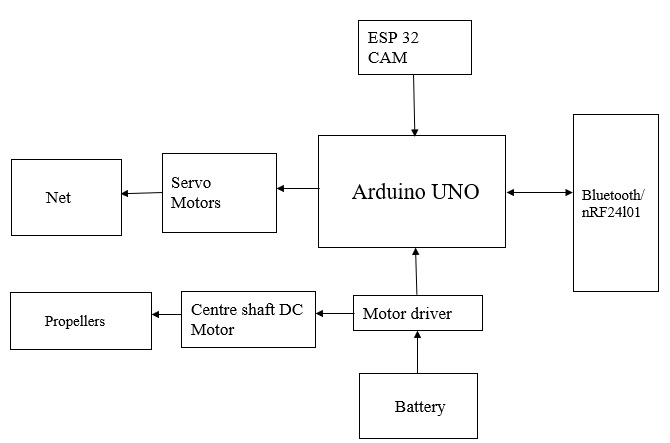 ESP 32
CAM
Arduino UNO
Servo
Motors
Net
Bluetooth/
nRF24l01
Centre shaft DC
Motor
Motor driver
Propellers
Battery